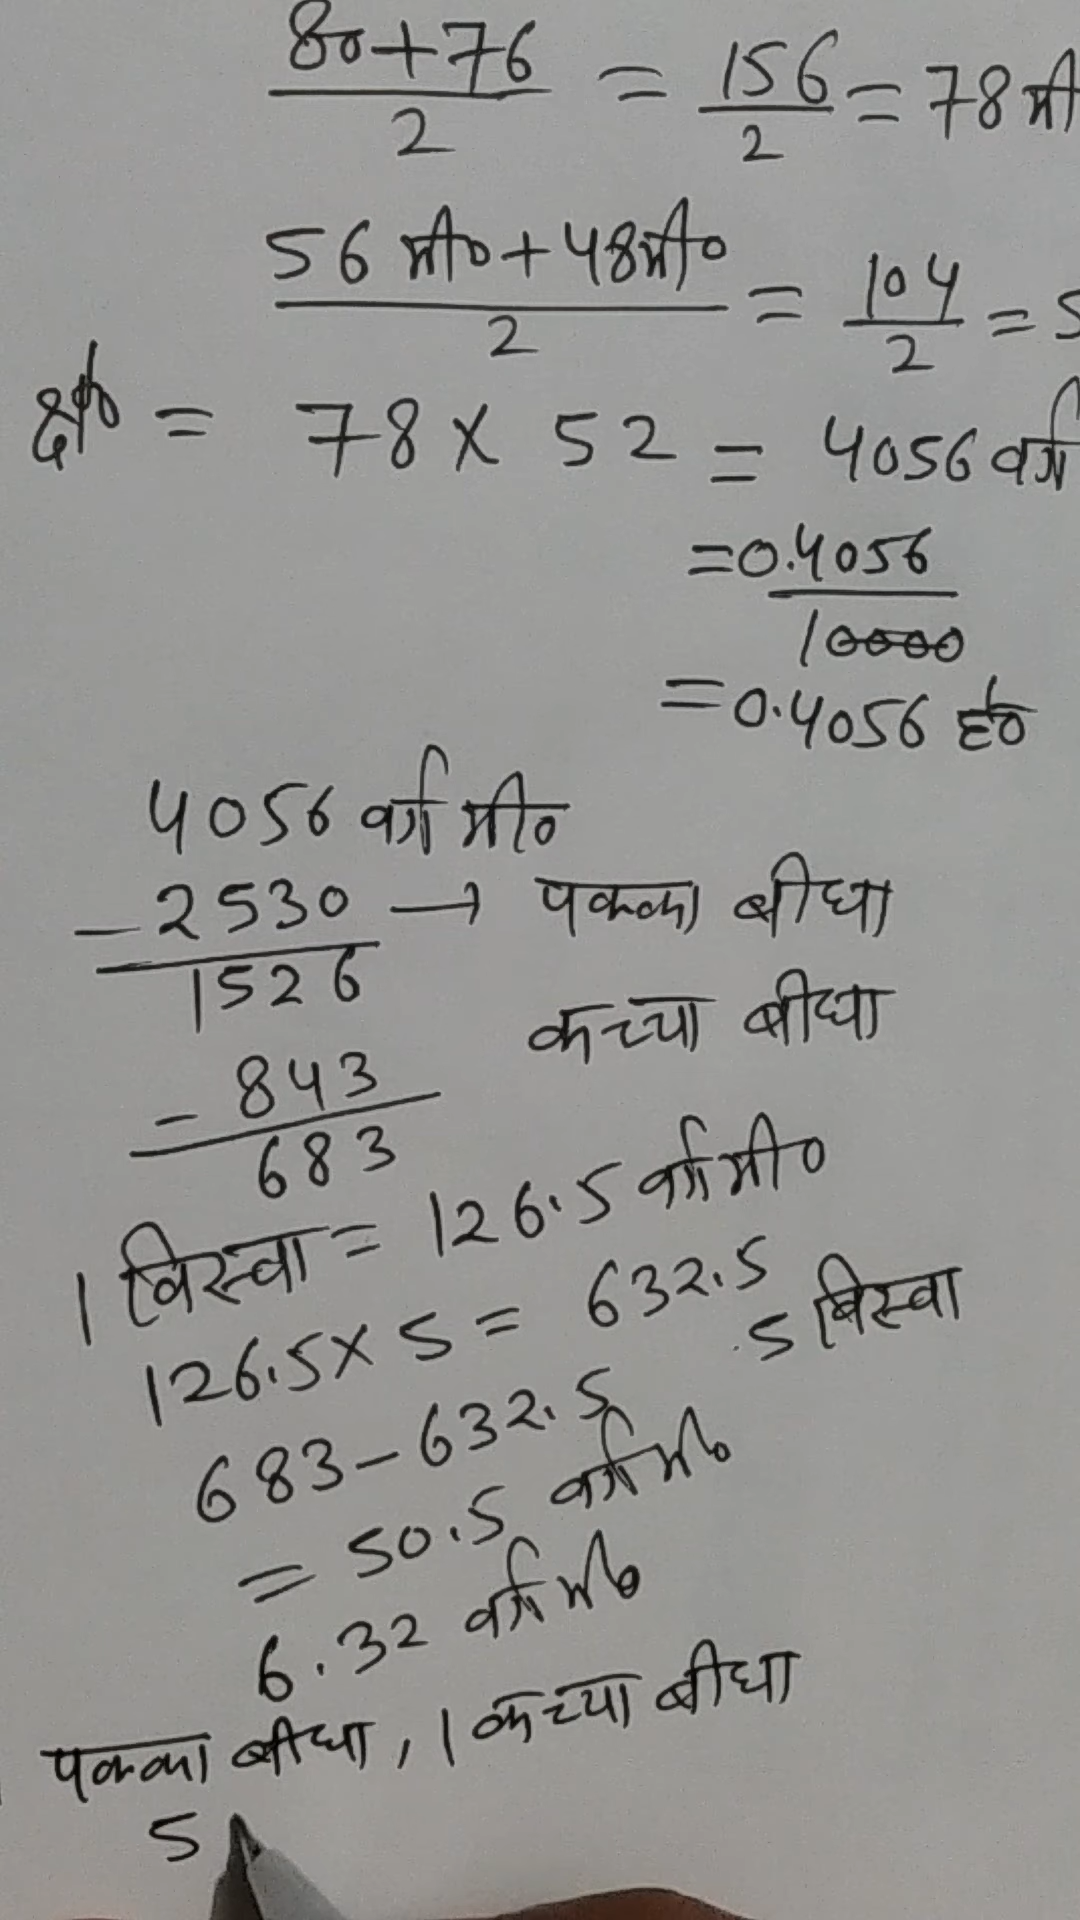 80+76/2 = 156/2 = 78 मी
56 मी० + 48 मी०/2 = 104/2 = 5
क्षे० = 78 × 52 = 4056 वर्ग
= 0.4056/10000
= 0.4056 हे०
4056 वर्ग मी०
- 2530 → पक्का बीघा
1526
कच्चा बीघा
- 843
683
1 विस्वा = 126.5 वर्ग मी०
126.5 × 5 = 632.5
5 बिस्वा
683 - 632.5
= 50.5 वर्ग मी०
6.32 वर्ग मी०
पक्का बीघा, 1 कच्चा बीघा
5